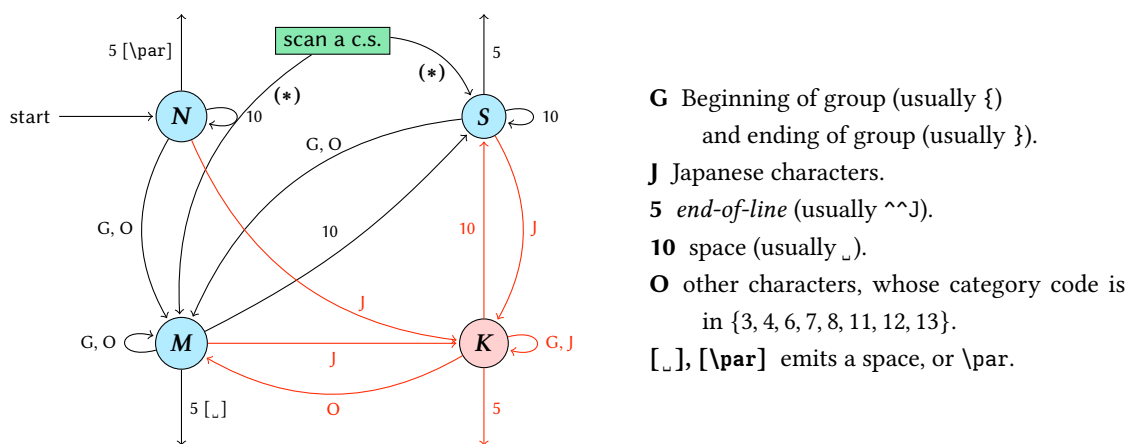 5 [\par]
scan a c.s.
5
(∗)
(∗)
start
N
10
S
10
G, O
G, O
10
10
J
J
G, O
M
J
K
G, J
O
5 [␣]
5
G Beginning of group (usually {)
and ending of group (usually }).
J Japanese characters.
5 end-of-line (usually ^^J).
10 space (usually ␣).
O other characters, whose category code is
in {3, 4, 6, 7, 8, 11, 12, 13}.
[␣], [\par] emits a space, or \par.